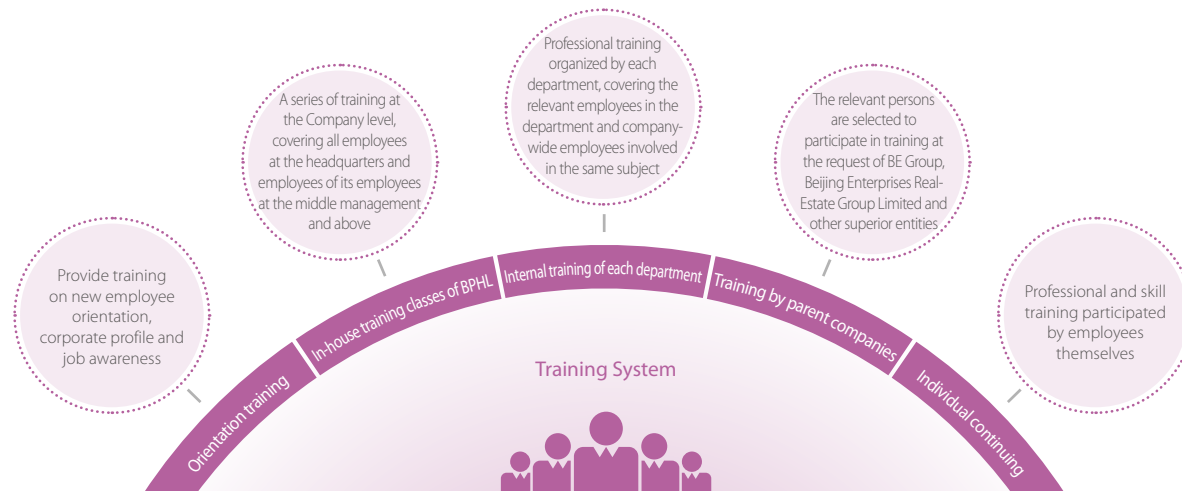 Professional training
organized by each
department, covering the
relevant employees in the
department and company-
wide employees involved
in the same subject
A series of training at
the Company level,
covering all employees
at the headquarters and
employees of its employees
at the middle management
and above
The relevant persons
are selected to
participate in training at
the request of BE Group,
Beijing Enterprises Real-
Estate Group Limited and
other superior entities
Provide training
on new employee
orientation,
corporate profile and
job awareness
Professional and skill
training participated
by employees
themselves
Orientation training
In-house training classes of BPHL
Internal training of each department
Training by parent companies
Individual continuing
Training System